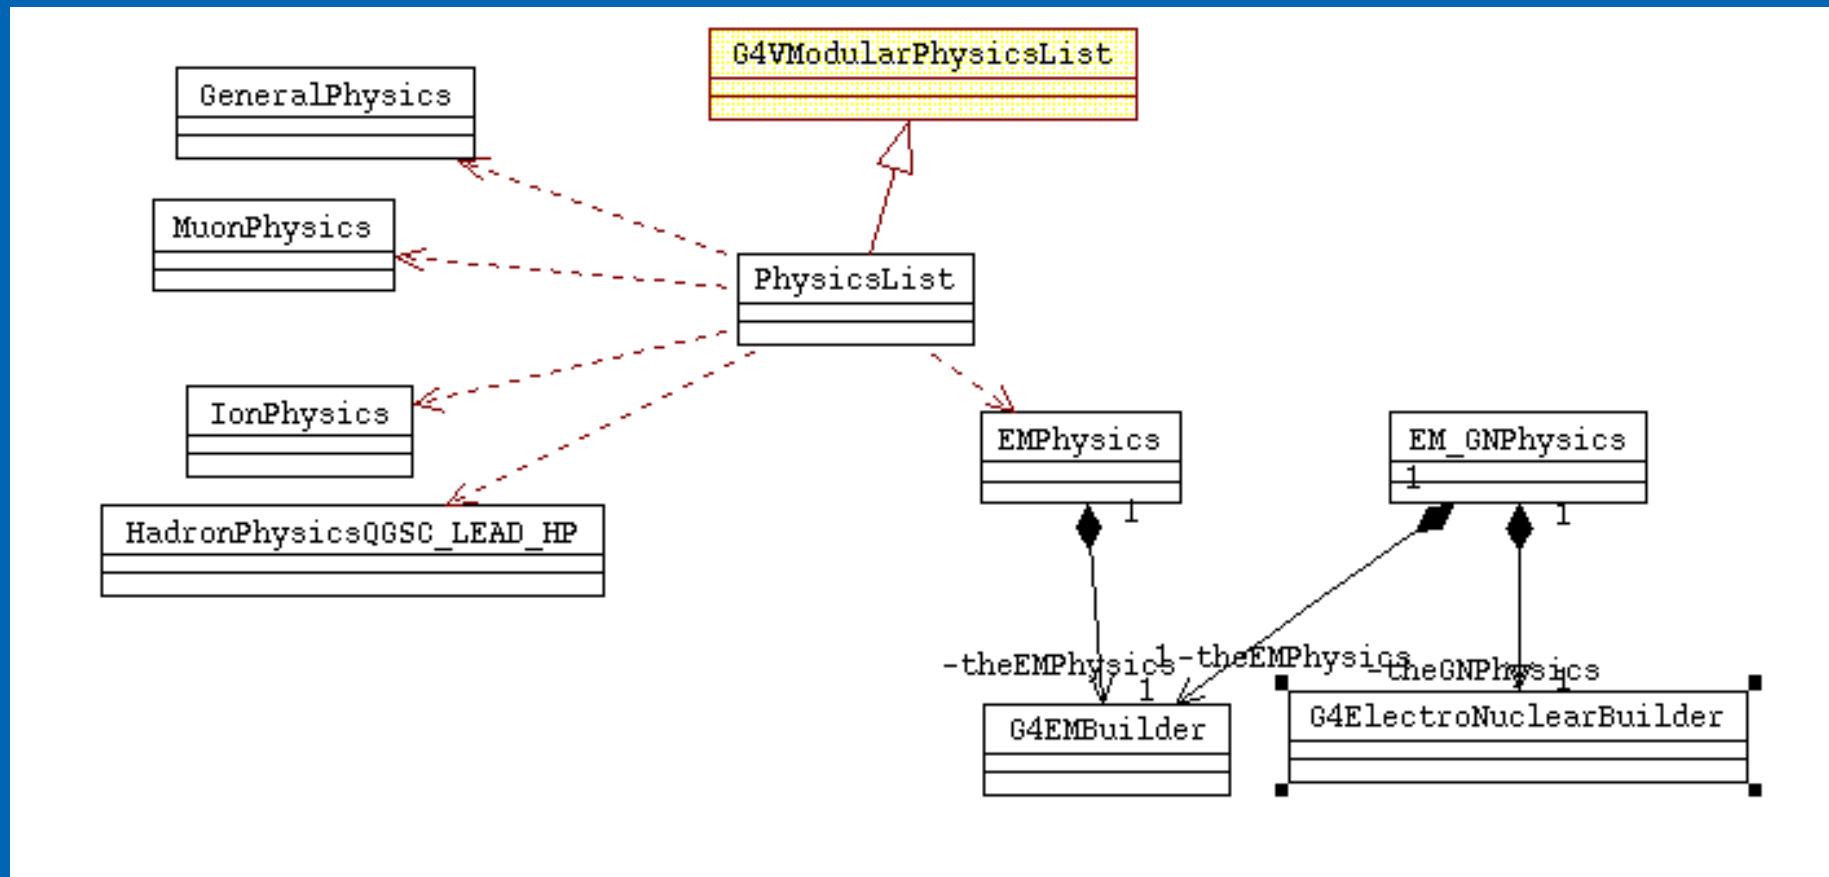 G4VModularPhysicsList
GeneralPhysics
MuonPhysics
PhysicsList
IonPhysics
EMPhysics
EM_GNPhysics
1
1
1
HadronPhysicsQGSC_LEAD_HP
-theEMPhysics
1
-theEMPhysics
-theGNPhysics
1
1
G4EMBuilder
G4ElectroNuclearBuilder